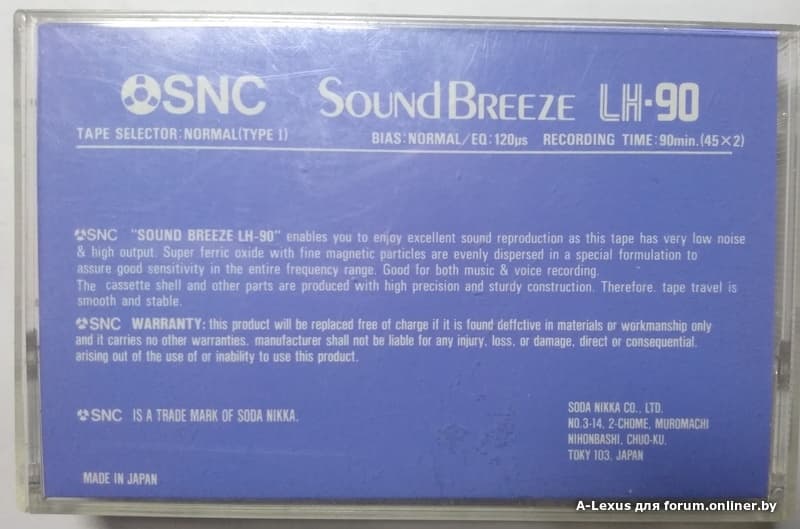 SNC SOUND BREEZE LH-90
TAPE SELECTOR: NORMAL(TYPE I) BIAS: NORMAL/EQ: 120µs RECORDING TIME: 90min.(45×2)
SNC "SOUND BREEZE LH-90" enables you to enjoy excellent sound reproduction as this tape has very low noise
& high output. Super ferric oxide with fine magnetic particles are evenly dispersed in a special formulation to
assure good sensitivity in the entire frequency range. Good for both music & voice recording.
The cassette shell and other parts are produced with high precision and sturdy construction. Therefore. tape travel is
smooth and stable.
SNC WARRANTY: this product will be replaced free of charge if it is found deffctive in materials or workmanship only
and it carries no other warranties. manufacturer shall not be liable for any injury. loss. or damage, direct or consequential.
arising out of the use of or inability to use this product.
SNC IS A TRADE MARK OF SODA NIKKA.
SODA NIKKA CO., LTD.
NO.3-14. 2-CHOME, MUROMACHI
NIHONBASHI, CHUO-KU.
TOKY 103. JAPAN
MADE IN JAPAN
A-Lexus для forum.onliner.by